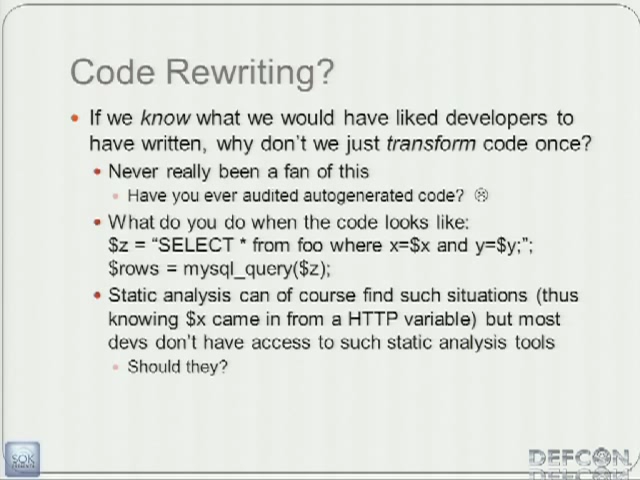 Code Rewriting?
• If we know what we would have liked developers to
have written, why don't we just transform code once?
• Never really been a fan of this
• Have you ever audited autogenerated code? ☹
• What do you do when the code looks like:
$z = “SELECT * from foo where x=$x and y=$y;”;
$rows = mysql_query($z);
• Static analysis can of course find such situations (thus
knowing $x came in from a HTTP variable) but most
devs don't have access to such static analysis tools
• Should they?
SOK
DEFCON